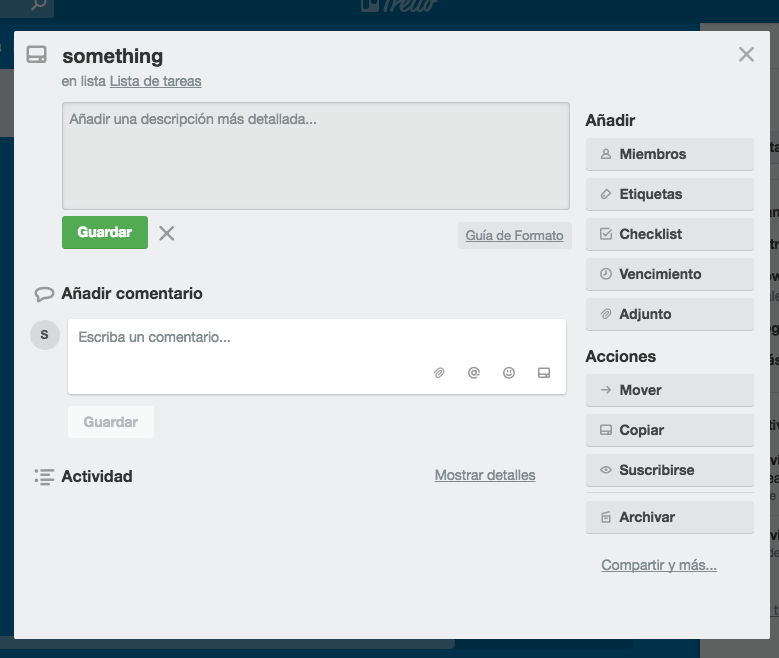 Trello
something
en lista Lista de tareas
Añadir una descripción más detallada...
Guardar
Guía de Formato
Añadir comentario
S
Escriba un comentario...
Guardar
Actividad
Mostrar detalles
Añadir
Miembros
Etiquetas
Checklist
Vencimiento
Adjunto
Acciones
Mover
Copiar
Suscribirse
Archivar
Compartir y más...